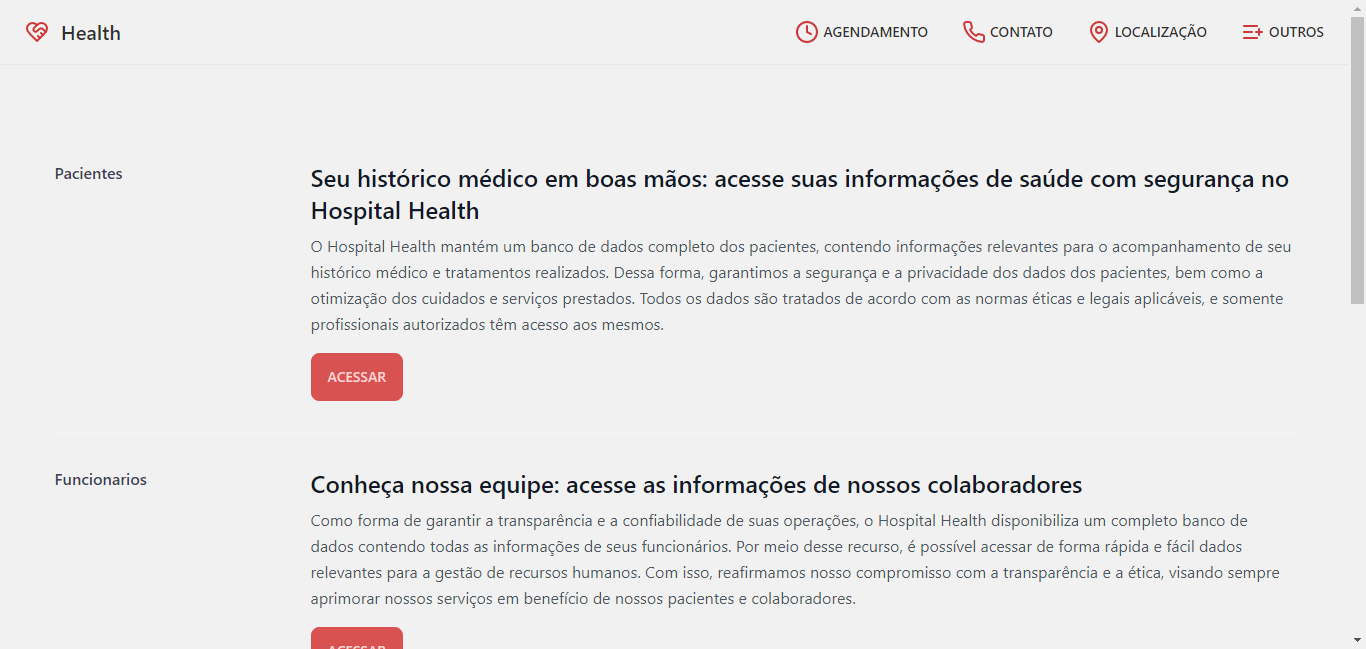 Health
AGENDAMENTO
CONTATO
LOCALIZAÇÃO
OUTROS
Pacientes
Seu histórico médico em boas mãos: acesse suas informações de saúde com segurança no
Hospital Health
O Hospital Health mantém um banco de dados completo dos pacientes, contendo informações relevantes para o acompanhamento de seu
histórico médico e tratamentos realizados. Dessa forma, garantimos a segurança e a privacidade dos dados dos pacientes, bem como a
otimização dos cuidados e serviços prestados. Todos os dados são tratados de acordo com as normas éticas e legais aplicáveis, e somente
profissionais autorizados têm acesso aos mesmos.
ACESSAR
Funcionarios
Conheça nossa equipe: acesse as informações de nossos colaboradores
Como forma de garantir a transparência e a confiabilidade de suas operações, o Hospital Health disponibiliza um completo banco de
dados contendo todas as informações de seus funcionários. Por meio desse recurso, é possível acessar de forma rápida e fácil dados
relevantes para a gestão de recursos humanos. Com isso, reafirmamos nosso compromisso com a transparência e a ética, visando sempre
aprimorar nossos serviços em benefício de nossos pacientes e colaboradores.
ACESSAR